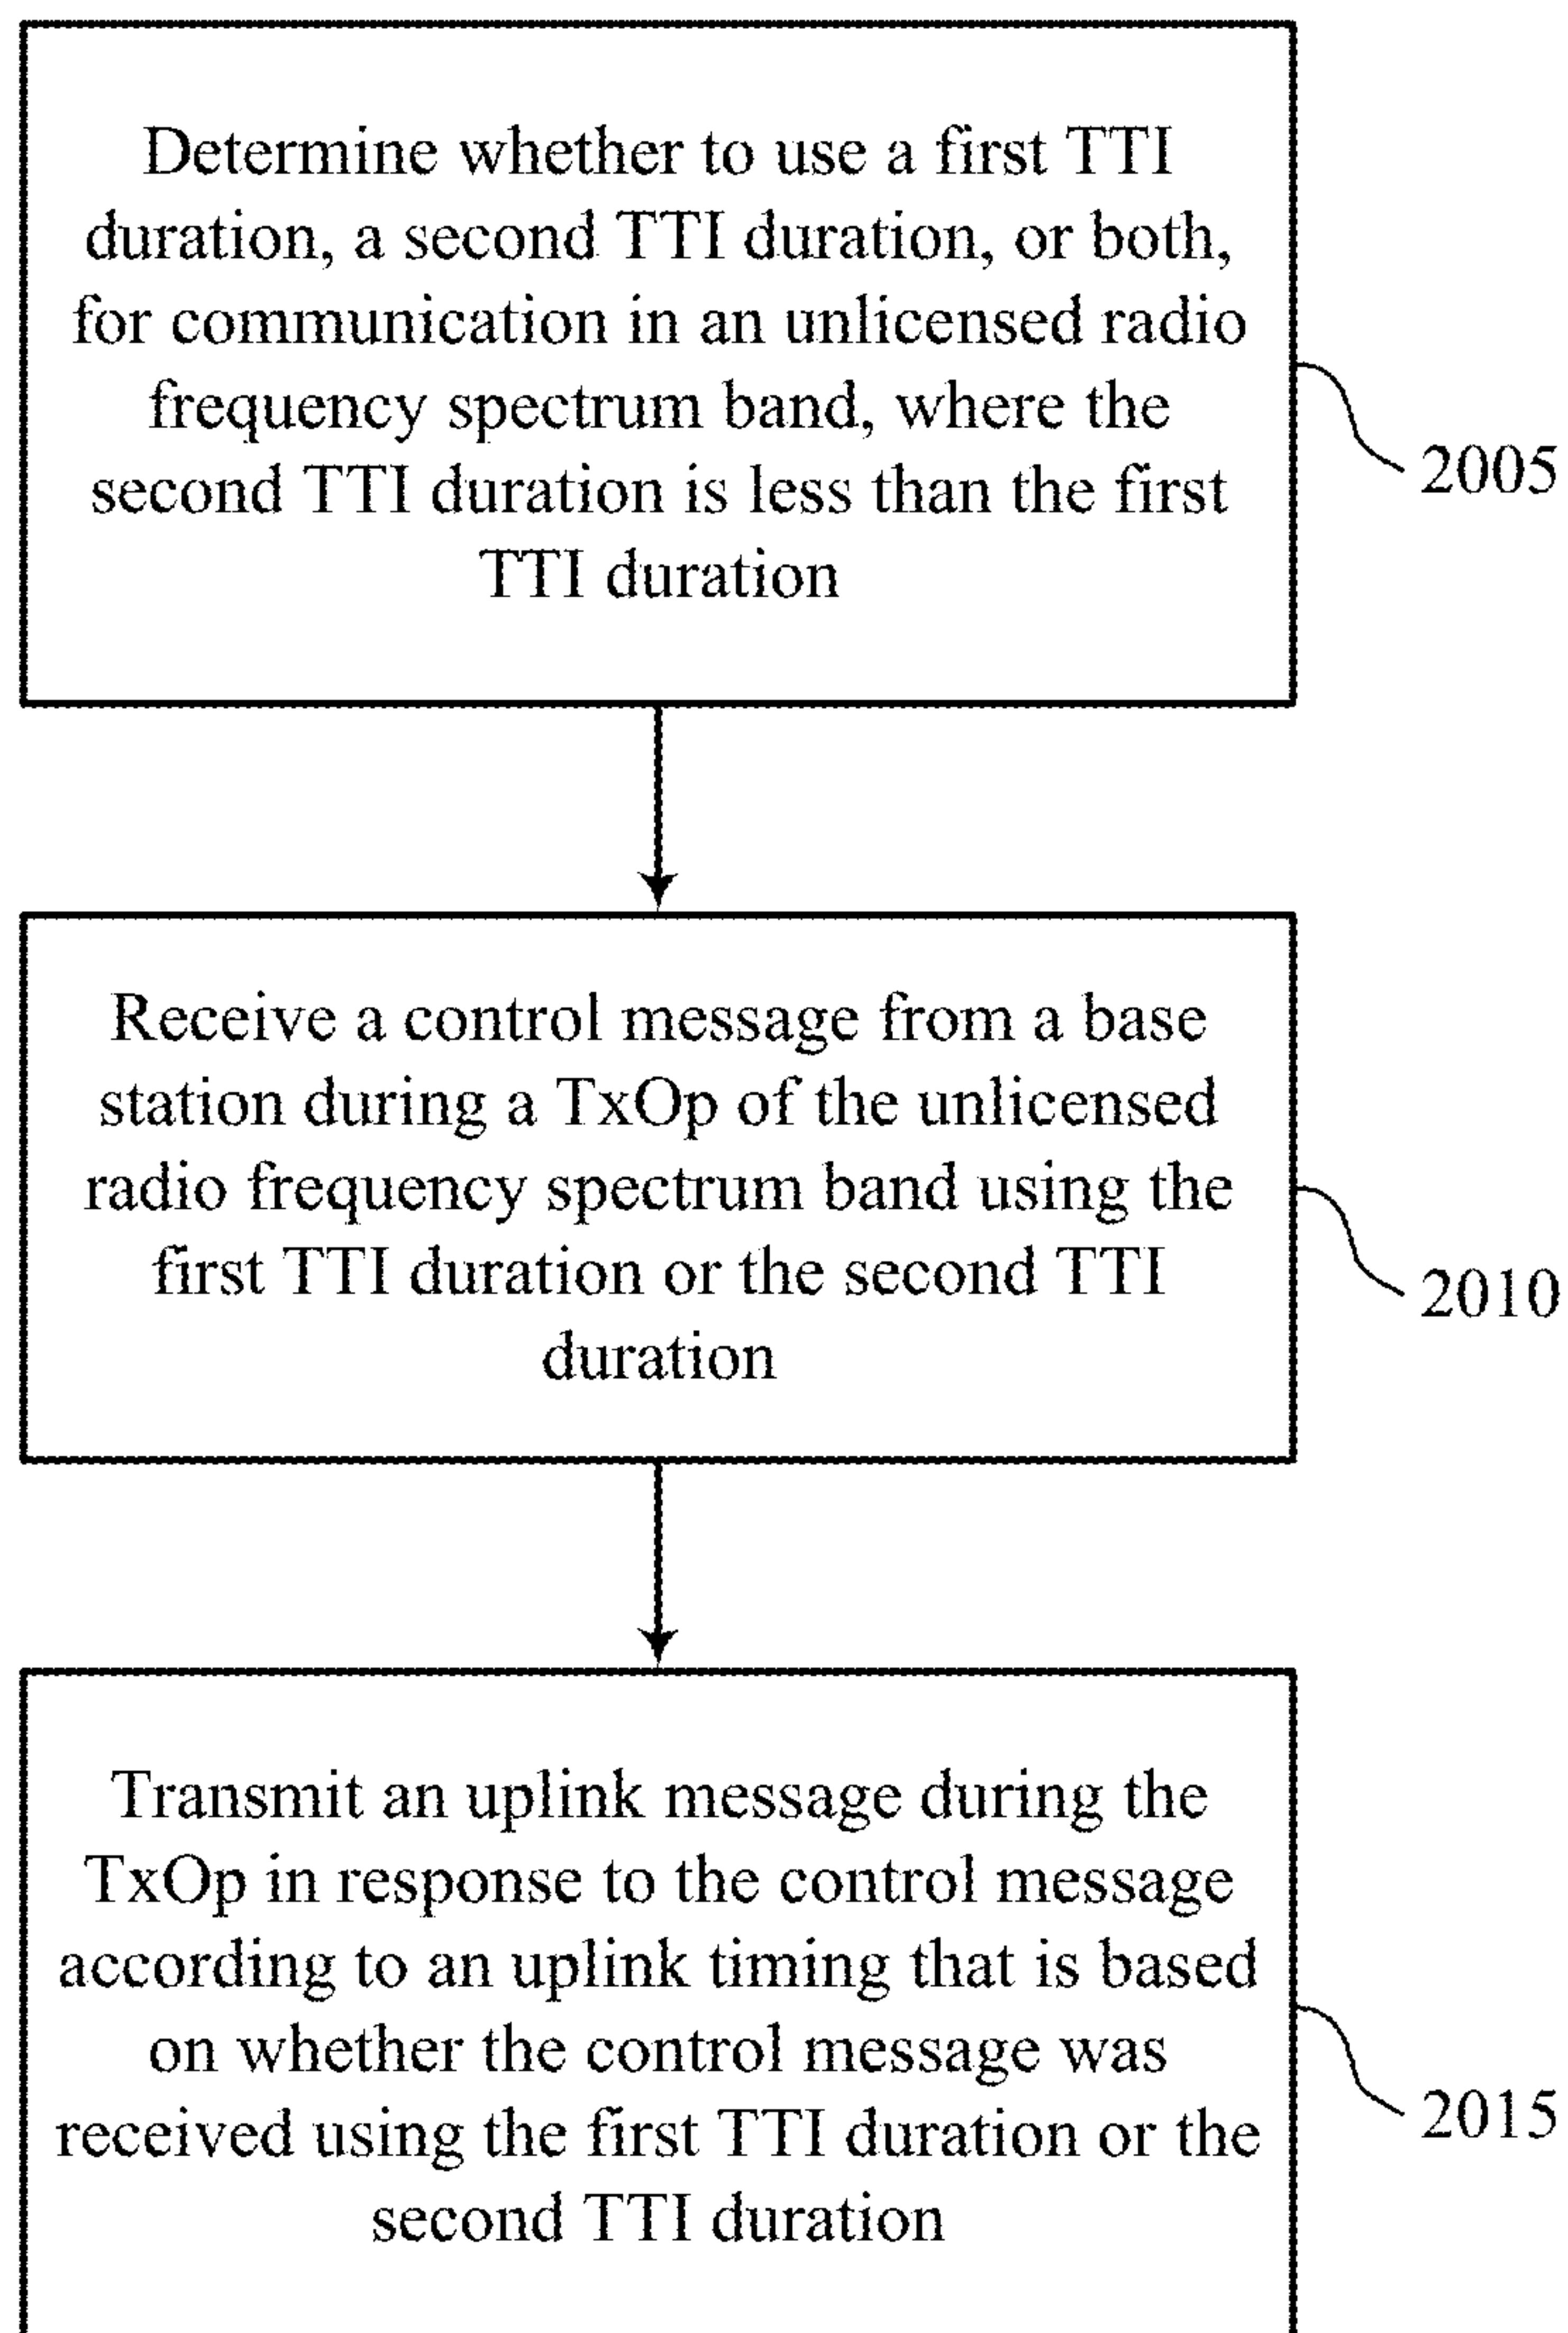 Determine whether to use a first TTI
duration, a second TTI duration, or both,
for communication in an unlicensed radio
frequency spectrum band, where the
second TTI duration is less than the first
TTI duration
2005
Receive a control message from a base
station during a TxOp of the unlicensed
radio frequency spectrum band using the
first TTI duration or the second TTI
duration
2010
Transmit an uplink message during the
TxOp in response to the control message
according to an uplink timing that is based
on whether the control message was
received using the first TTI duration or the
second TTI duration
2015